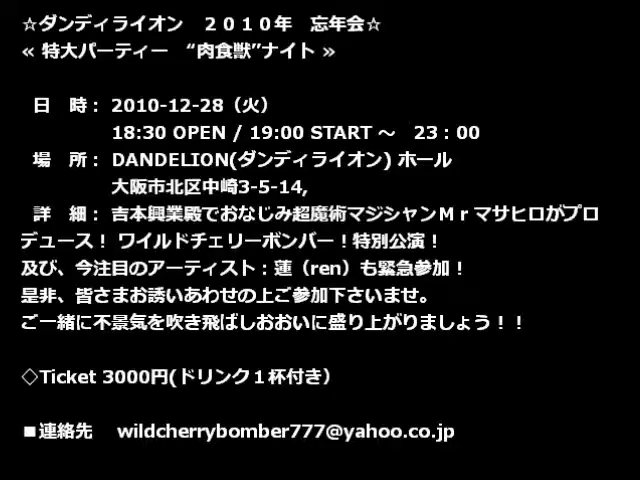 ☆ダンディライオン　２０１０年　忘年会☆
« 特大パーティー　“肉食獣”ナイト »
日　時： 2010-12-28（火）
18:30 OPEN / 19:00 START ～　23：00
場　所： DANDELION(ダンディライオン) ホール
大阪市北区中崎3-5-14,
詳　細： 吉本興業殿でおなじみ超魔術マジシャンＭｒマサヒロがプロ
デュース！ ワイルドチェリーボンバー！特別公演！
及び、今注目のアーティスト：蓮（ren）も緊急参加！
是非、皆さまお誘いあわせの上ご参加下さいませ。
ご一緒に不景気を吹き飛ばしおおいに盛り上がりましょう！！
◇Ticket 3000円(ドリンク１杯付き）
■連絡先　 wildcherrybomber777@yahoo.co.jp